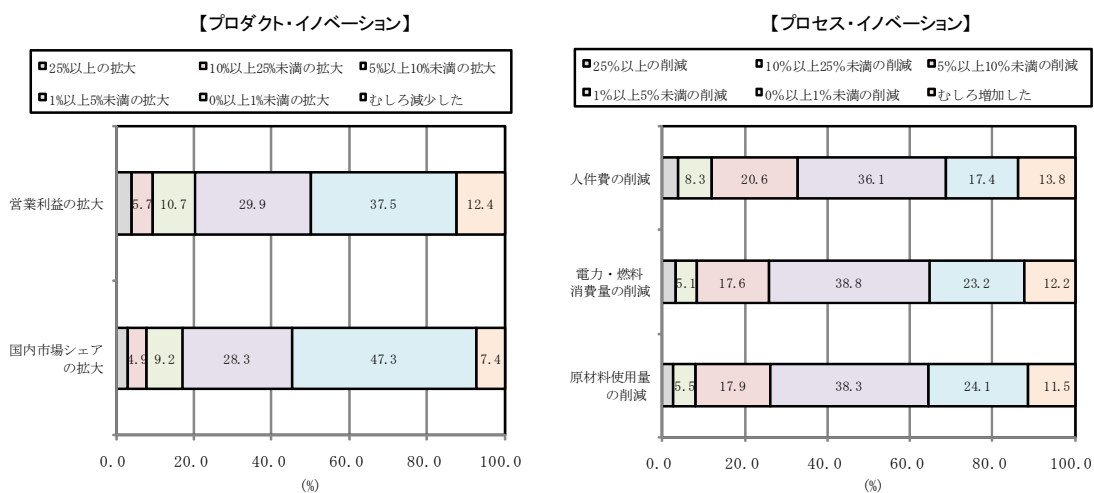 【プロダクト・イノベーション】
25%以上の拡大 10%以上25%未満の拡大 5%以上10%未満の拡大
1%以上5%未満の拡大 0%以上1%未満の拡大 むしろ減少した
営業利益の拡大
5.7 10.7 29.9 37.5 12.4
国内市場シェア
の拡大
4.9 9.2 28.3 47.3 7.4
0.0 20.0 40.0 60.0 80.0 100.0
(%)
【プロセス・イノベーション】
25%以上の削減 10%以上25%未満の削減 5%以上10%未満の削減
1%以上5%未満の削減 0%以上1%未満の削減 むしろ増加した
人件費の削減
8.3 20.6 36.1 17.4 13.8
電力・燃料
消費量の削減
5.1 17.6 38.8 23.2 12.2
原材料使用量
の削減
5.5 17.9 38.3 24.1 11.5
0.0 20.0 40.0 60.0 80.0 100.0
(%)